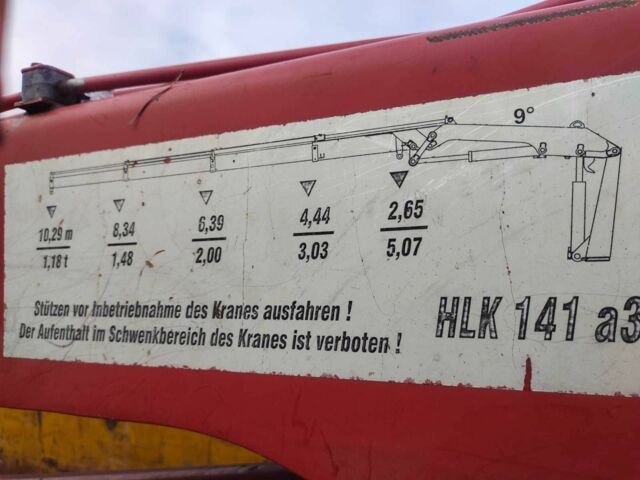 9°
10,29 m 8,34 6,39 4,44 2,65
1,18 t 1,48 2,00 3,03 5,07
Stützen vor Inbetriebnahme des Kranes ausfahren !
Der Aufenthalt im Schwenkbereich des Kranes ist verboten !
HLK 141 a3